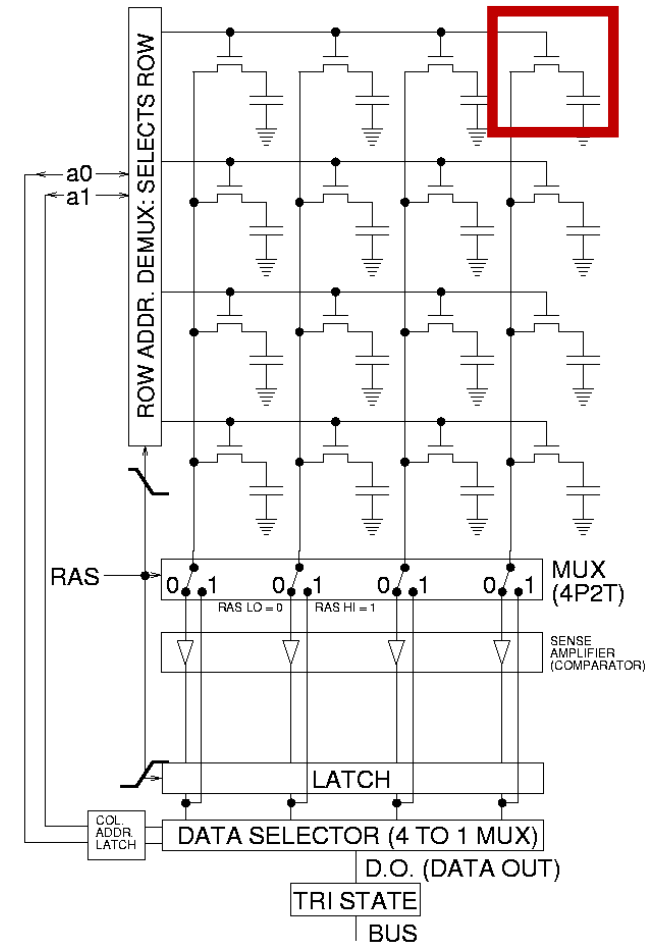 ROW ADDR. DEMUX: SELECTS ROW
a0
a1
RAS
0 1
0 1
0 1
0 1
MUX
(4P2T)
RAS LO = 0
RAS HI = 1
SENSE
AMPLIFIER
(COMPARATOR)
LATCH
COL.
ADDR.
LATCH
DATA SELECTOR (4 TO 1 MUX)
D.O. (DATA OUT)
TRI STATE
BUS